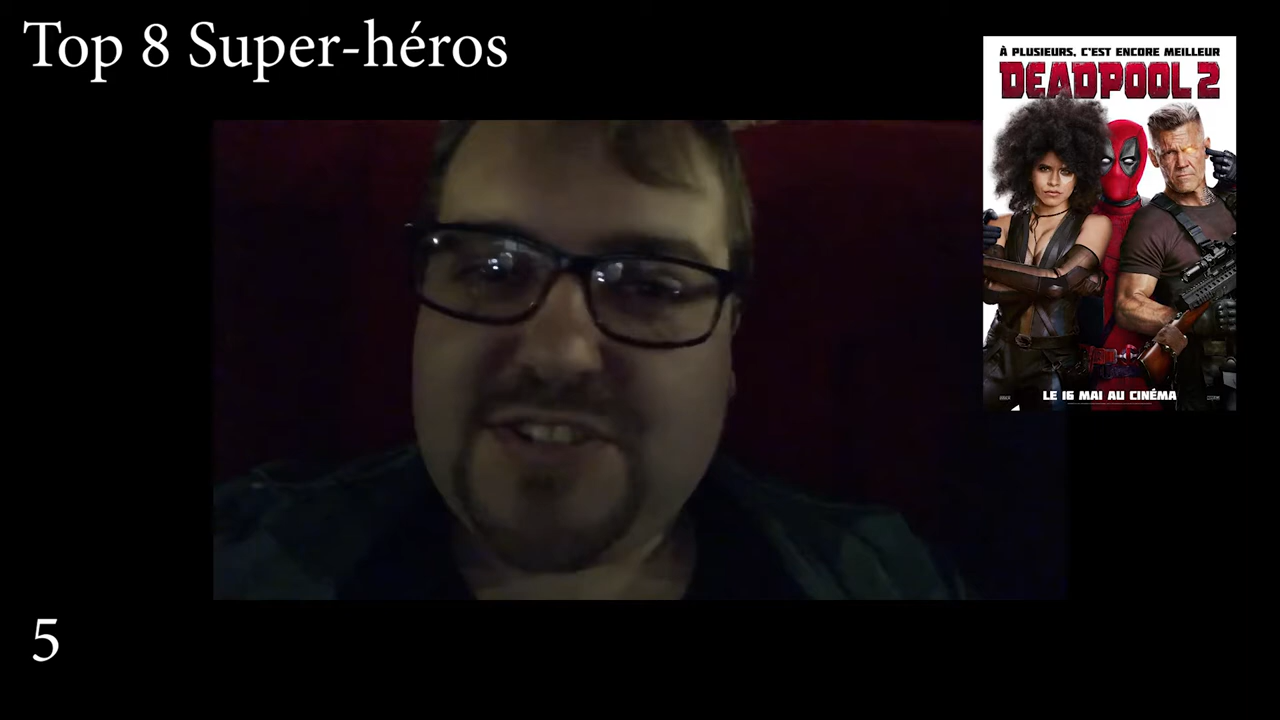 Top 8 Super-héros
À PLUSIEURS, C'EST ENCORE MEILLEUR
DEADPOOL 2
LE 16 MAI AU CINÉMA
5